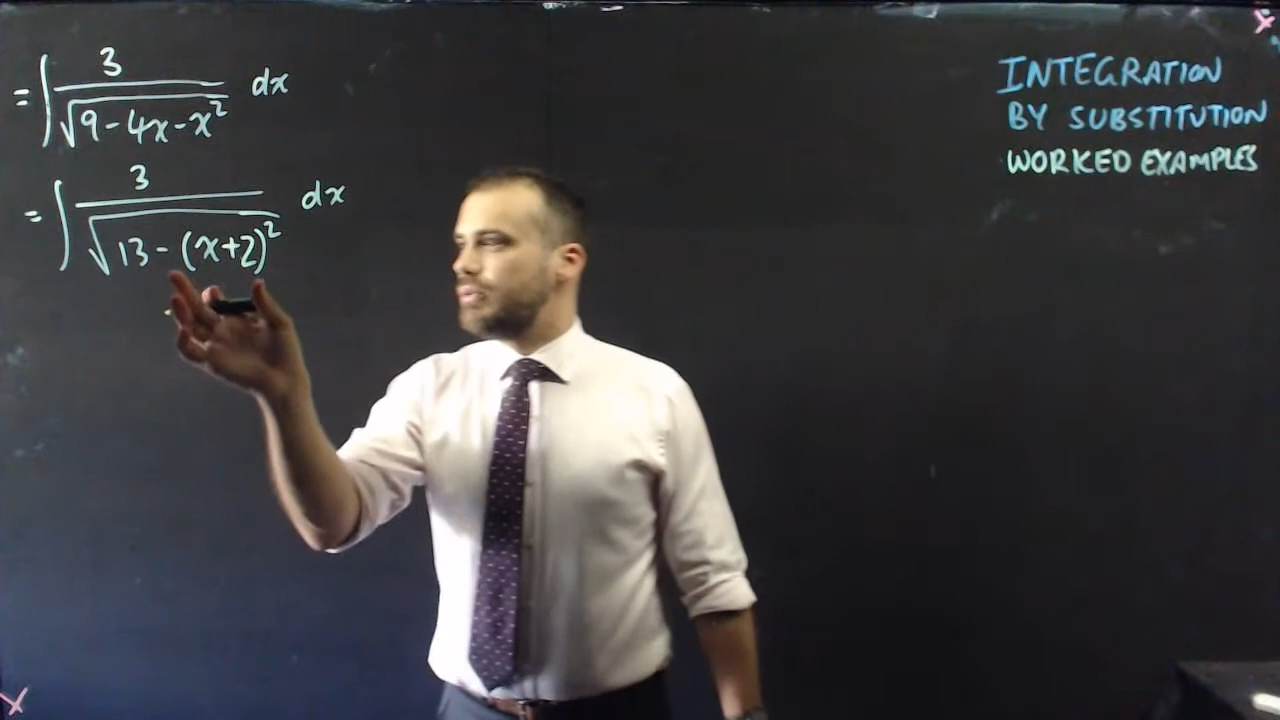 = ∫ 3/√(9-4x-x²) dx
= ∫ 3/√(13-(x+2)²) dx
INTEGRATION
BY SUBSTITUTION
WORKED EXAMPLES